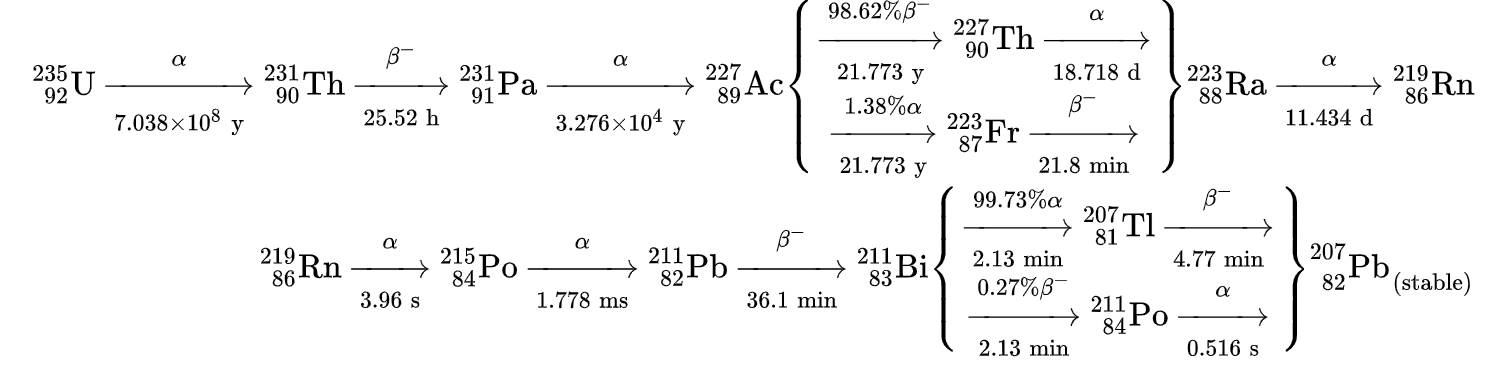 ²³⁵₉₂U —α→ 7.038×10⁸ y ²³¹₉₀Th —β⁻→ 25.52 h ²³¹₉₁Pa —α→ 3.276×10⁴ y ²²⁷₈₉Ac { 98.62%β⁻ → 21.773 y ²²⁷₉₀Th —α→ 18.718 d
1.38%α → 21.773 y ²²³₈₇Fr —β⁻→ 21.8 min } ²²³₈₈Ra —α→ 11.434 d ²¹⁹₈₆Rn
²¹⁹₈₆Rn —α→ 3.96 s ²¹⁵₈₄Po —α→ 1.778 ms ²¹¹₈₂Pb —β⁻→ 36.1 min ²¹¹₈₃Bi { 99.73%α → 2.13 min ²⁰⁷₈₁Tl —β⁻→ 4.77 min
0.27%β⁻ → 2.13 min ²¹¹₈₄Po —α→ 0.516 s } ²⁰⁷₈₂Pb (stable)